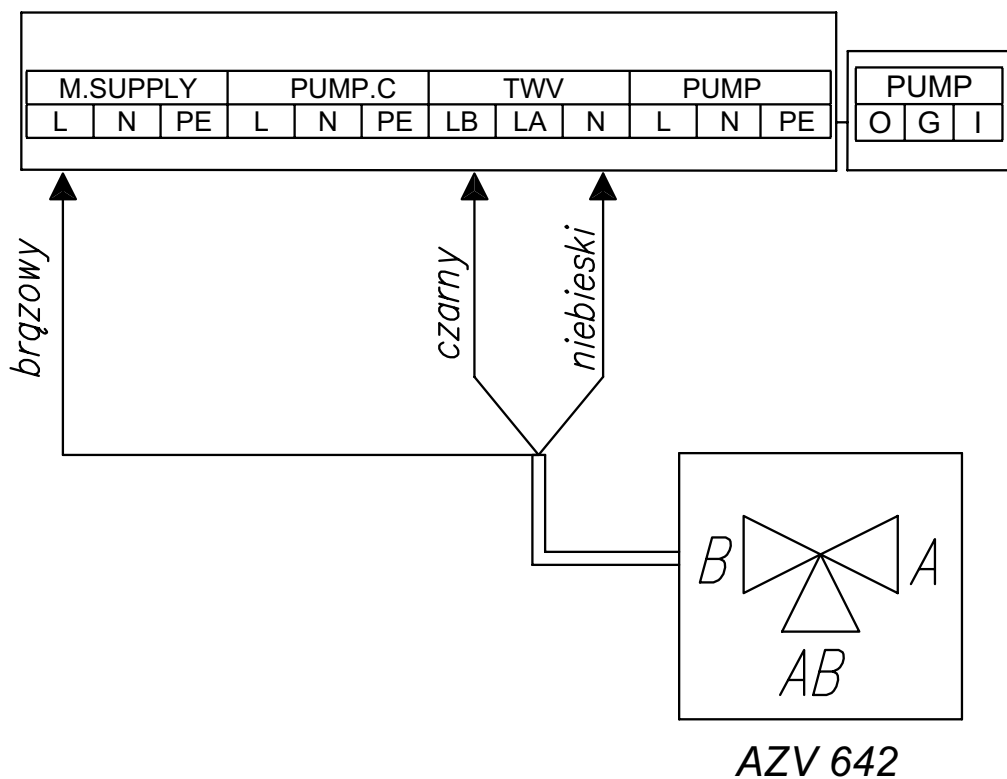 M.SUPPLY PUMP.C TWV PUMP
L N PE L N PE LB LA N L N PE
PUMP
O G I
brązowy
czarny
niebieski
B A
AB
AZV 642